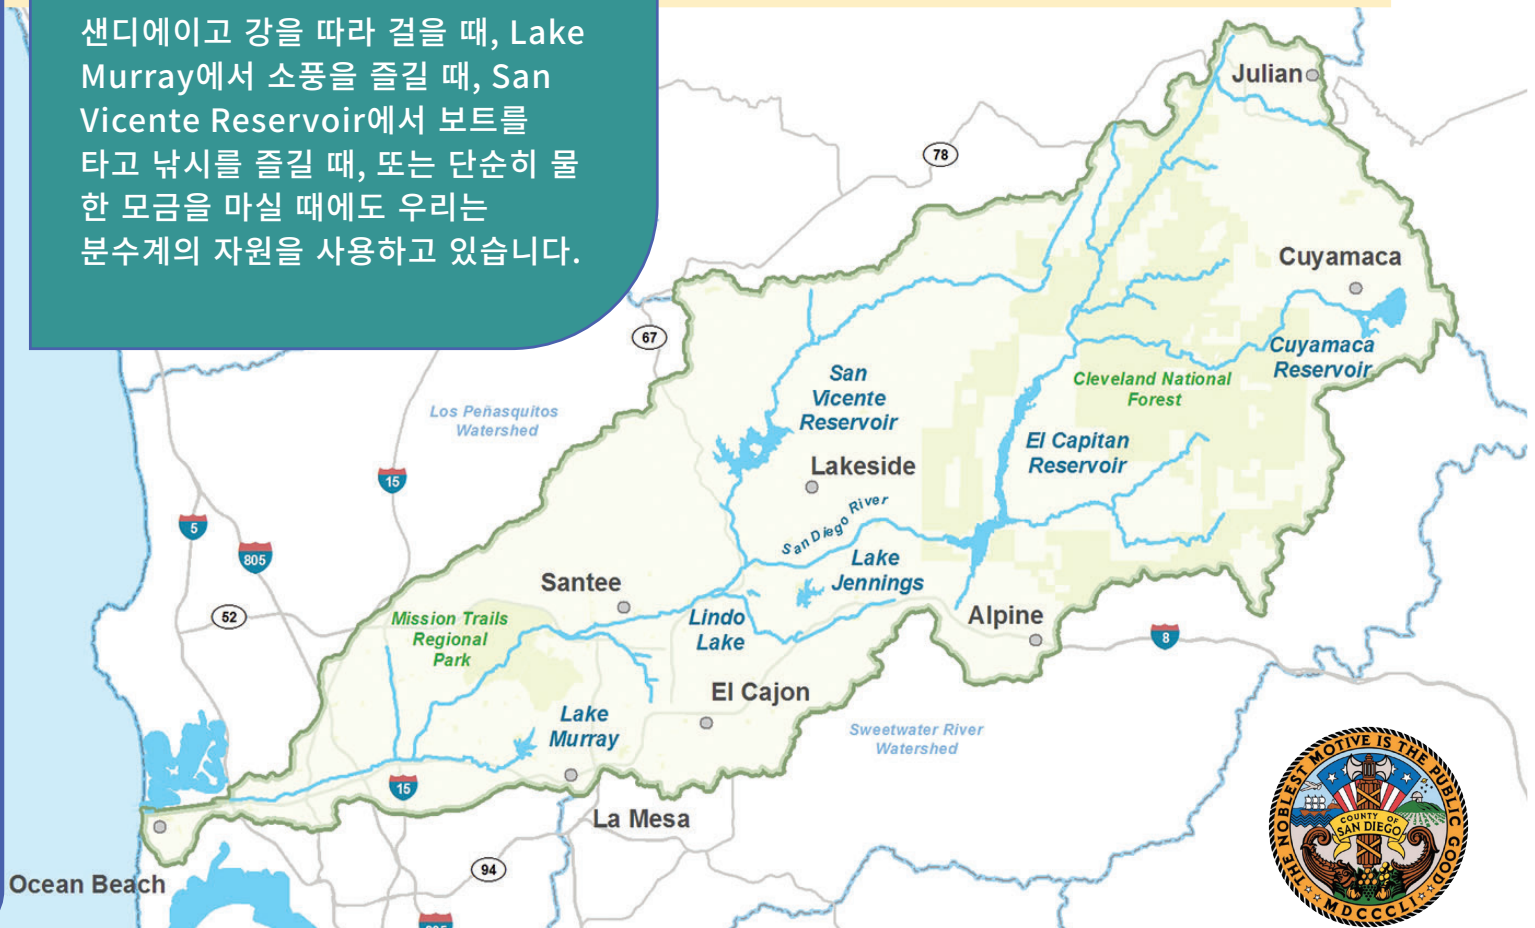 샌디에이고 강을 따라 걸을 때, Lake
Murray에서 소풍을 즐길 때, San
Vicente Reservoir에서 보트를
타고 낚시를 즐길 때, 또는 단순히 물
한 모금을 마실 때에도 우리는
분수계의 자원을 사용하고 있습니다.
Julian
78
Cuyamaca
67
Cuyamaca
Reservoir
San
Vicente
Reservoir
Cleveland National
Forest
Los Peñasquitos
Watershed
El Capitan
Reservoir
Lakeside
15
San Diego River
5
805
Lake
Jennings
Santee
52
Mission Trails
Regional
Park
Lindo
Lake
Alpine
8
El Cajon
Lake
Murray
Sweetwater River
Watershed
15
La Mesa
94
Ocean Beach
THE NOBLEST MOTIVE IS THE PUBLIC GOOD
COUNTY OF
SAN DIEGO
MDCCCLI